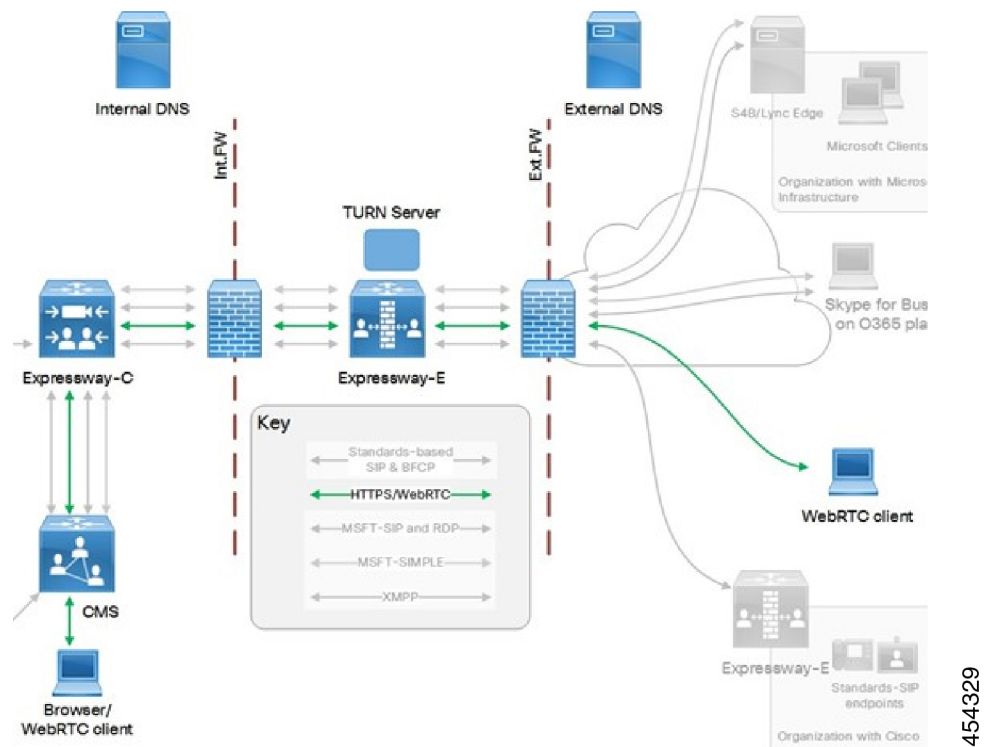 Internal DNS
External DNS
S4B/Lync Edge
Microsoft Clients
Organization with Micros
Infrastructure
Int.FW
Ext.FW
TURN Server
Skype for Bus
on O365 pla
Expressway-C
Expressway-E
Key
Standards-based
SIP & BFCP
HTTPS/WebRTC
MSFT-SIP and RDP
MSFT-SIMPLE
XMPP
WebRTC client
CMS
Browser/
WebRTC client
Expressway-E
Standards-SIP
endpoints
Organization with Cisco
454329